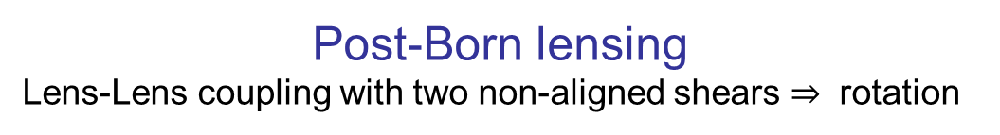 Post-Born lensing
Lens-Lens coupling with two non-aligned shears ⇒ rotation